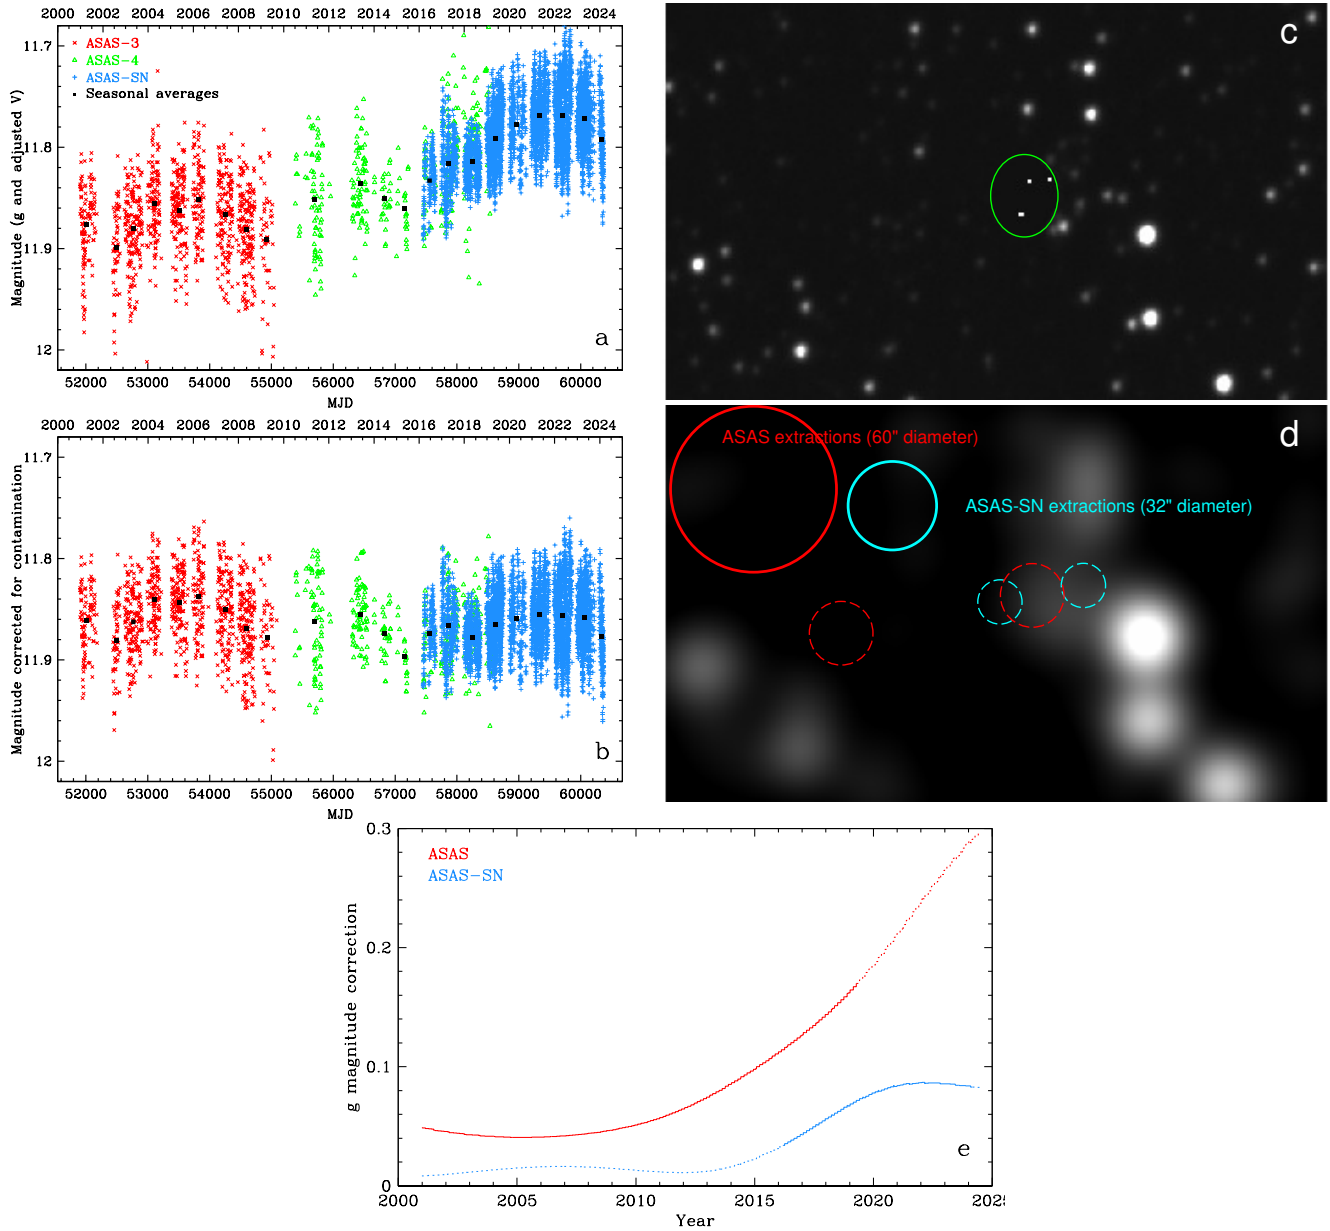 2000 2002 2004 2006 2008 2010 2012 2014 2016 2018 2020 2022 2024
11.7
11.8
11.9
12
Magnitude (g and adjusted V)
ASAS-3
ASAS-4
ASAS-SN
Seasonal averages
a
52000 53000 54000 55000 56000 57000 58000 59000 60000
MJD
2000 2002 2004 2006 2008 2010 2012 2014 2016 2018 2020 2022 2024
11.7
11.8
11.9
12
Magnitude corrected for contamination
b
52000 53000 54000 55000 56000 57000 58000 59000 60000
MJD
c
d
ASAS extractions (60" diameter)
ASAS-SN extractions (32" diameter)
0.3
0.2
0.1
0
g magnitude correction
ASAS
ASAS-SN
e
2000 2005 2010 2015 2020
Year